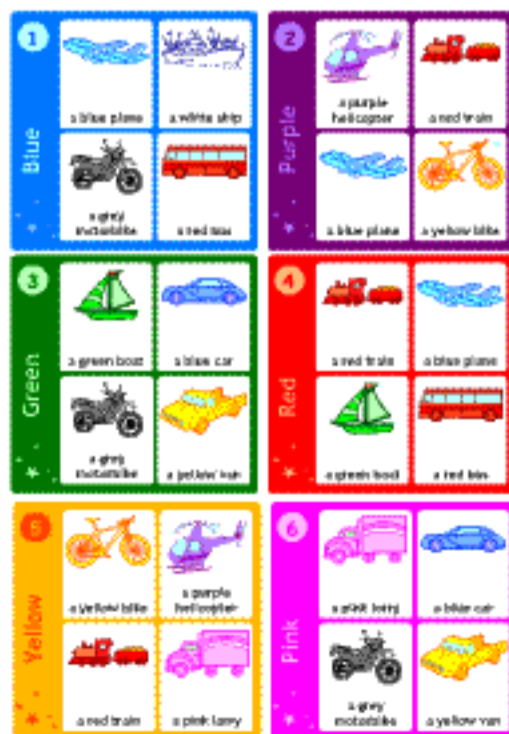 1
Blue
a blue plane
a white ship
a grey
motorbike
a red bus
2
Purple
a purple
helicopter
a red train
a blue plane
a yellow bike
3
Green
a green boat
a blue car
a grey
motorbike
a yellow van
4
Red
a red train
a blue plane
a green boat
a red bus
5
Yellow
a yellow bike
a purple
helicopter
a red train
a pink lorry
6
Pink
a pink lorry
a blue car
a grey
motorbike
a yellow van